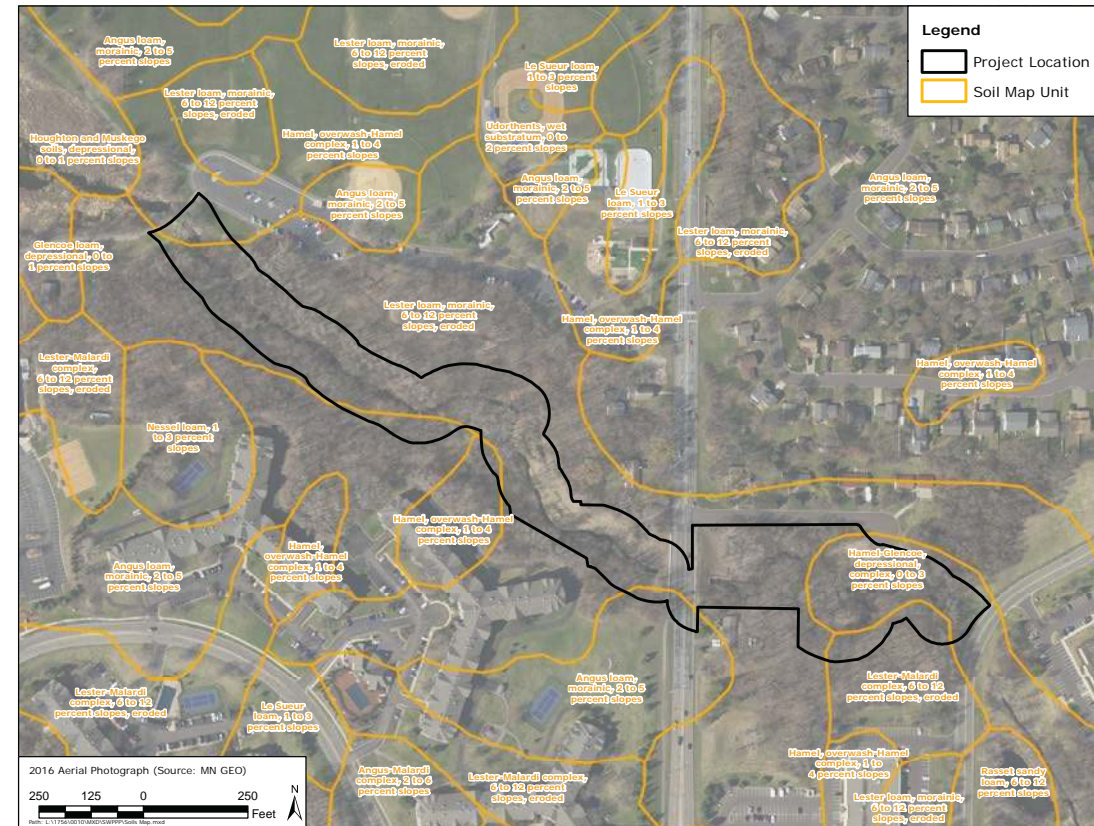 Legend
Project Location
Soil Map Unit
Angus loam,
morainic, 2 to 5
percent slopes
Lester loam, morainic,
6 to 12 percent
slopes, eroded
Le Sueur loam,
1 to 3 percent
slopes
Lester loam, morainic,
6 to 12 percent
slopes, eroded
Houghton and Muskego
soils, depressional,
0 to 1 percent slopes
Hamel, overwash-Hamel
complex, 1 to 4
percent slopes
Udorthents, wet
substratum, 0 to
2 percent slopes
Angus loam,
morainic, 2 to 5
percent slopes
Angus loam,
morainic, 2 to 5
percent slopes
Le Sueur
loam, 1 to 3
percent slopes
Angus loam,
morainic, 2 to 5
percent slopes
Glencoe loam,
depressional, 0 to
1 percent slopes
Lester loam, morainic,
6 to 12 percent
slopes, eroded
Lester loam, morainic,
6 to 12 percent
slopes, eroded
Hamel, overwash-Hamel
complex, 1 to 4
percent slopes
Lester-Malardi
complex,
6 to 12 percent
slopes, eroded
Hamel, overwash-Hamel
complex, 1 to 4
percent slopes
Nessel loam, 1
to 3 percent
slopes
Hamel, overwash-Hamel
complex, 1 to 4
percent slopes
Hamel,
overwash-Hamel
complex, 1 to 4
percent slopes
Hamel-Glencoe,
depressional,
complex, 0 to 3
percent slopes
Angus loam,
morainic, 2 to 5
percent slopes
Lester-Malardi
complex, 6 to 12
percent slopes, eroded
Le Sueur
loam, 1 to 3
percent slopes
Angus loam,
morainic, 2 to 5
percent slopes
Lester-Malardi
complex, 6 to 12
percent slopes, eroded
Angus-Malardi
complex, 2 to 6
percent slopes
Lester-Malardi complex,
6 to 12 percent
slopes, eroded
Hamel, overwash-Hamel
complex, 1 to
4 percent slopes
Lester loam, morainic,
6 to 12 percent
slopes, eroded
Rasset sandy
loam, 6 to 12
percent slopes
2016 Aerial Photograph (Source: MN GEO)
250 125 0 250
Feet
N
Path: L:\1756\0010\MXD\SWPPP\Soils Map.mxd